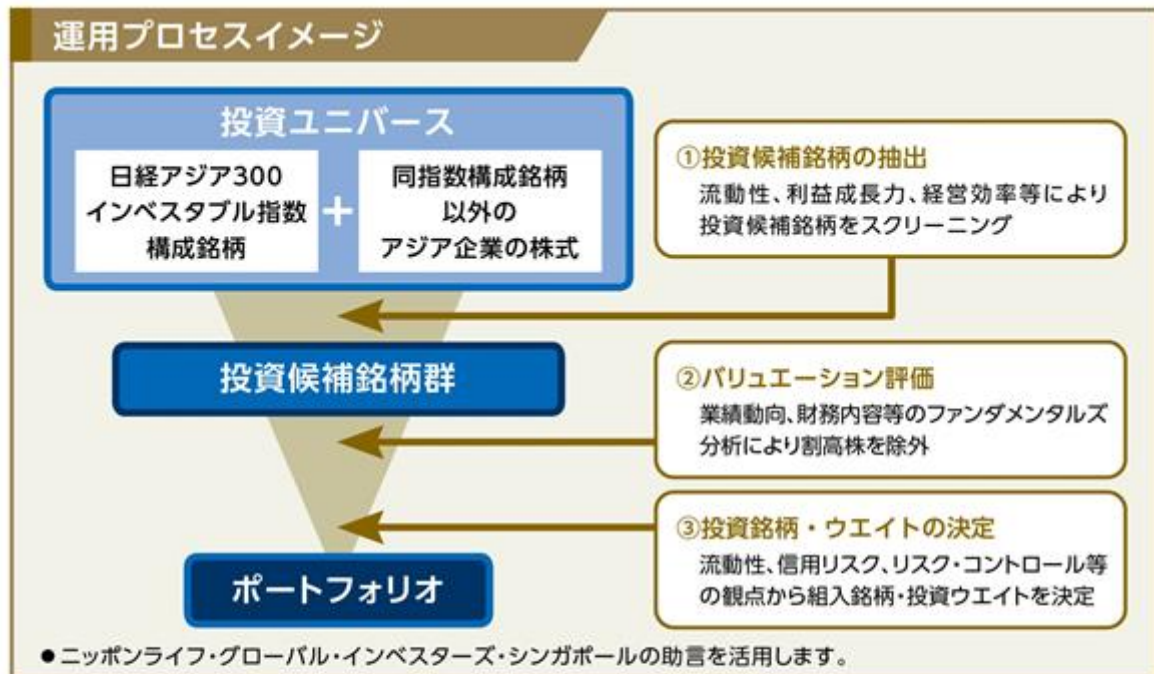 運用プロセスイメージ
投資ユニバース
日経アジア300
インベスタブル指数
構成銘柄
+
同指数構成銘柄
以外の
アジア企業の株式
①投資候補銘柄の抽出
流動性、利益成長力、経営効率等により
投資候補銘柄をスクリーニング
投資候補銘柄群
②バリュエーション評価
業績動向、財務内容等のファンダメンタルズ
分析により割高株を除外
③投資銘柄・ウエイトの決定
流動性、信用リスク、リスク・コントロール等
の観点から組入銘柄・投資ウエイトを決定
ポートフォリオ
●ニッポンライフ・グローバル・インベスターズ・シンガポールの助言を活用します。